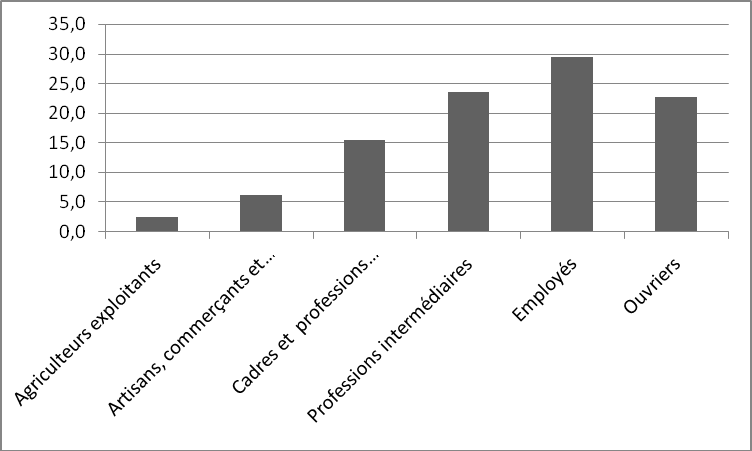 35,0
30,0
25,0
20,0
15,0
10,0
5,0
0,0
Agriculteurs exploitants
Artisans, commerçants et...
Cadres et professions...
Professions intermédiaires
Employés
Ouvriers